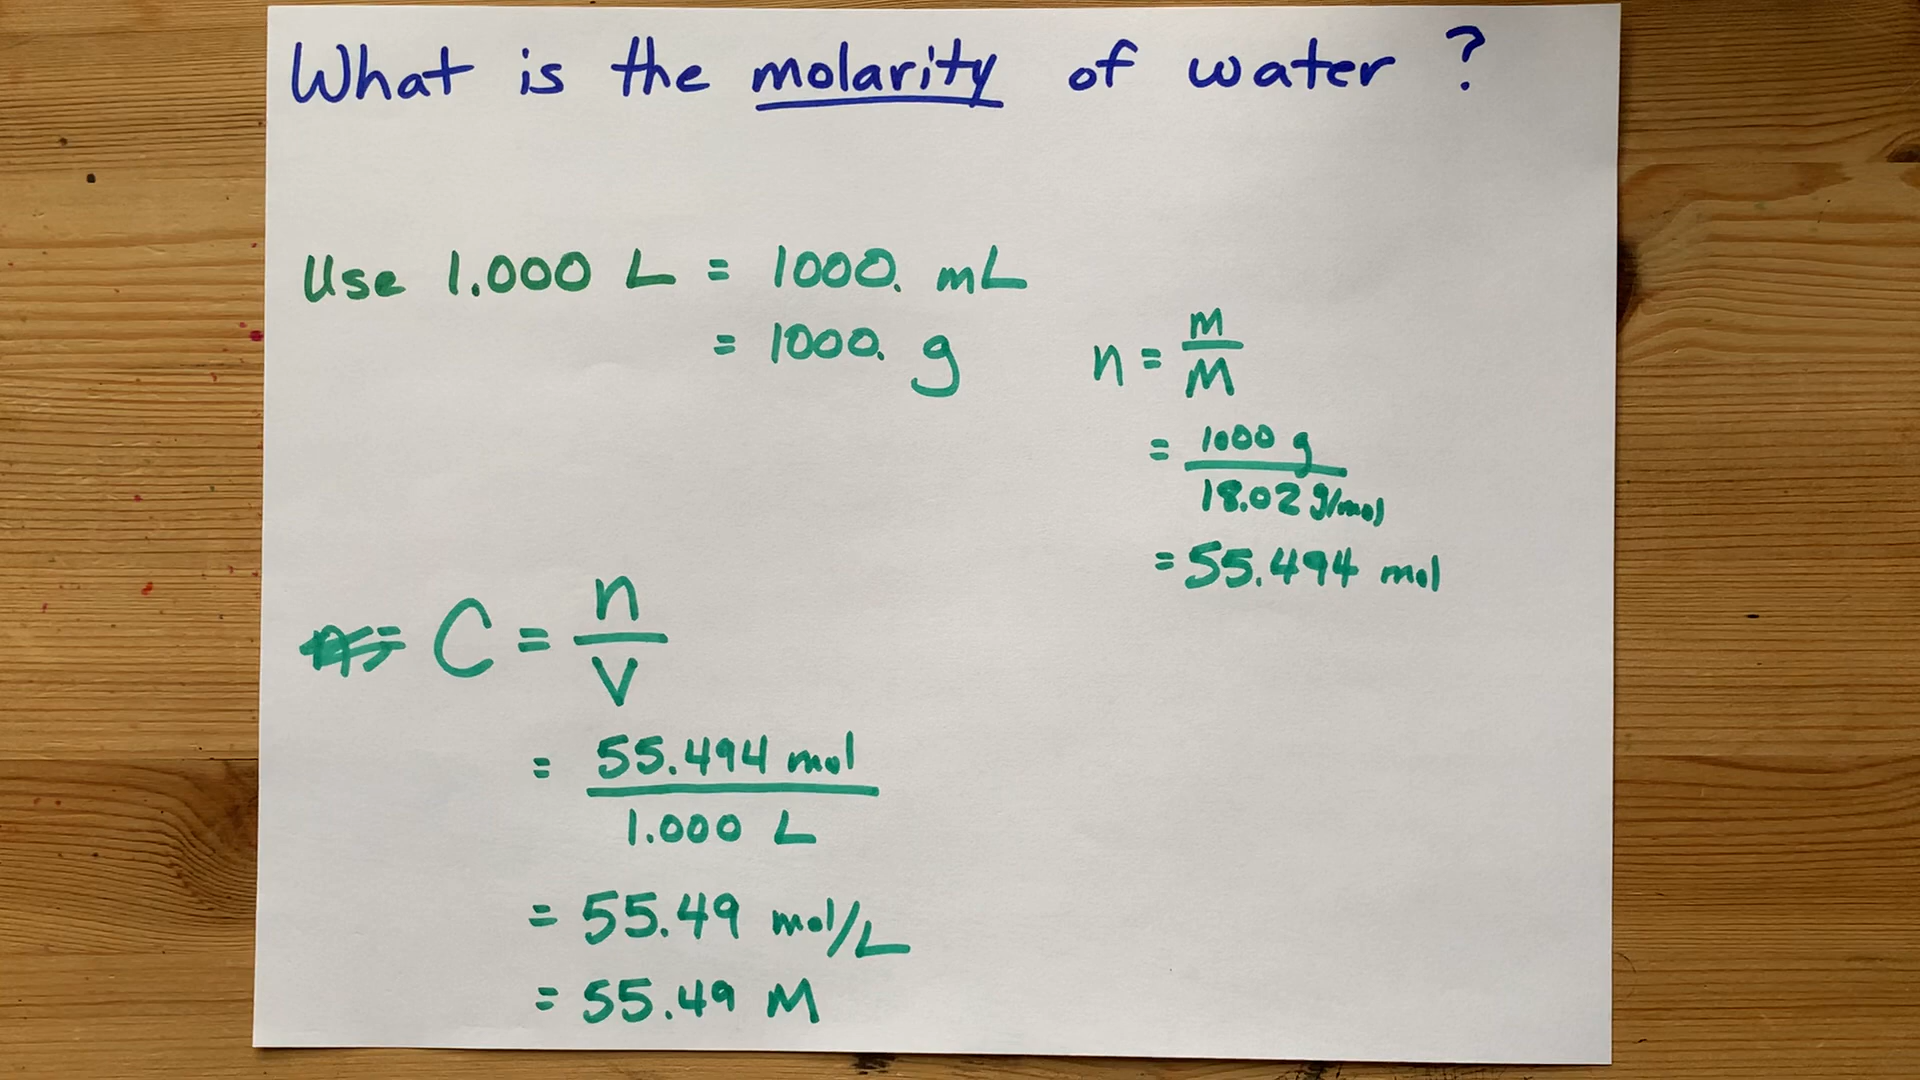 What is the molarity of water ?
Use 1.000 L = 1000. mL
= 1000. g
n = m/M
= 1000 g / 18.02 g/mol
= 55.494 mol
C = n/V
= 55.494 mol / 1.000 L
= 55.49 mol/L
= 55.49 M